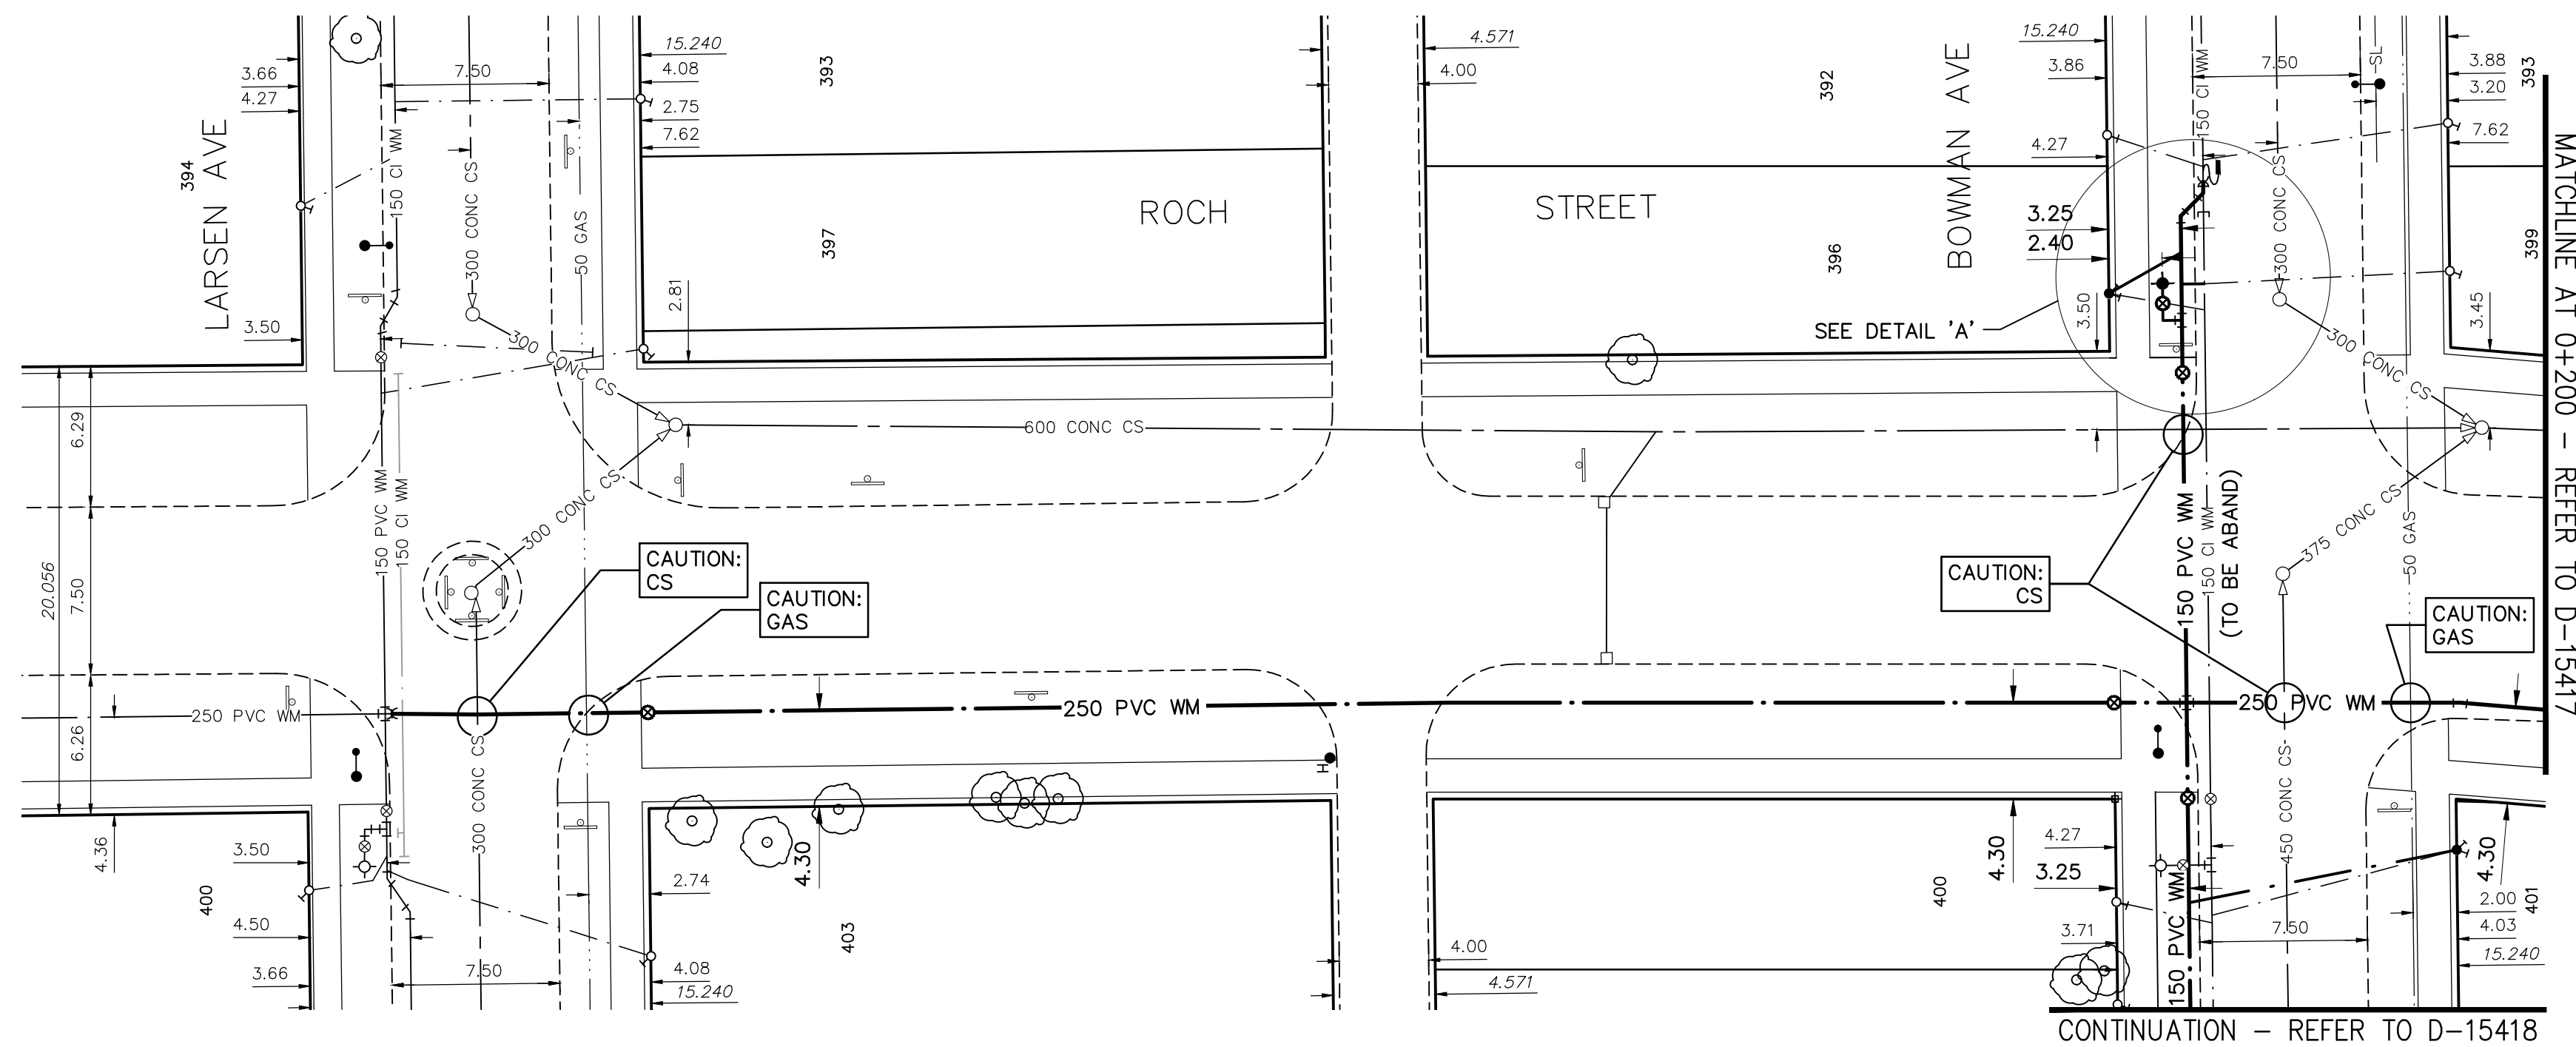 LARSEN AVE
394
3.66
4.27
3.50
150 CI WM
7.50
300 CONC CS
50 GAS
15.240
4.08
2.75
7.62
393
397
2.81
ROCH
STREET
4.571
4.00
392
396
BOWMAN AVE
15.240
3.86
4.27
3.25
2.40
3.50
SEE DETAIL 'A'
150 CI WM
7.50
300 CONC CS
SL
3.88
3.20
7.62
393
399
3.45
MATCHLINE AT 0+200 - REFER TO D-15417
300 CONC CS
600 CONC CS
300 CONC CS
6.29
7.50
20.056
6.26
150 PVC WM
150 CI WM
300 CONC CS
CAUTION:
CS
CAUTION:
GAS
CAUTION:
CS
150 PVC WM
150 CI WM
(TO BE ABAND)
375 CONC CS
50 GAS
CAUTION:
GAS
250 PVC WM
250 PVC WM
250 PVC WM
300 CONC CS
H
4.36
3.50
400
4.50
3.66
7.50
2.74
4.30
403
4.08
15.240
4.00
4.571
400
4.30
4.27
3.25
3.71
150 PVC WM
450 CONC CS
7.50
4.30
2.00
401
4.03
15.240
CONTINUATION - REFER TO D-15418